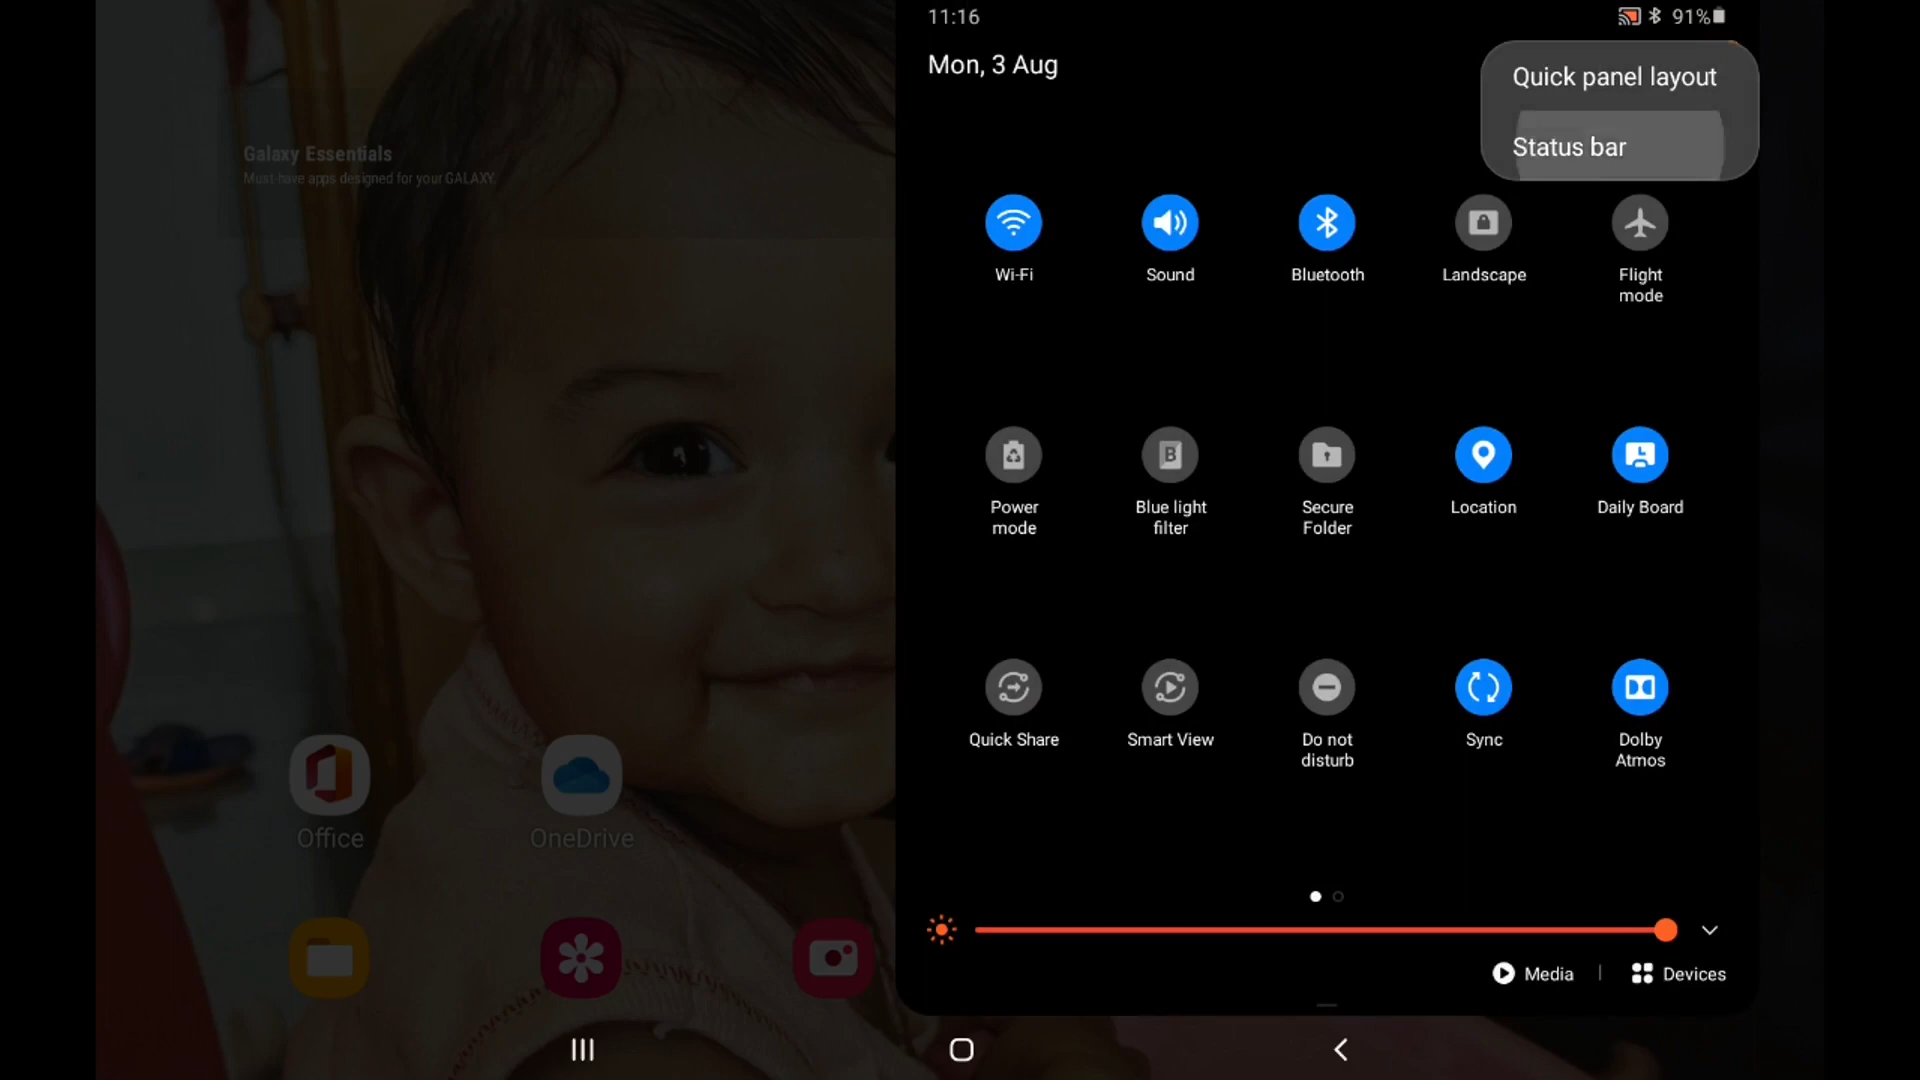 11:16
91%
Mon, 3 Aug
Quick panel layout
Status bar
Galaxy Essentials
Must-have apps designed for your GALAXY.
Wi-Fi
Sound
Bluetooth
Landscape
Flight
mode
Power
mode
Blue light
filter
Secure
Folder
Location
Daily Board
Quick Share
Smart View
Do not
disturb
Sync
Dolby
Atmos
Office
OneDrive
Media
Devices